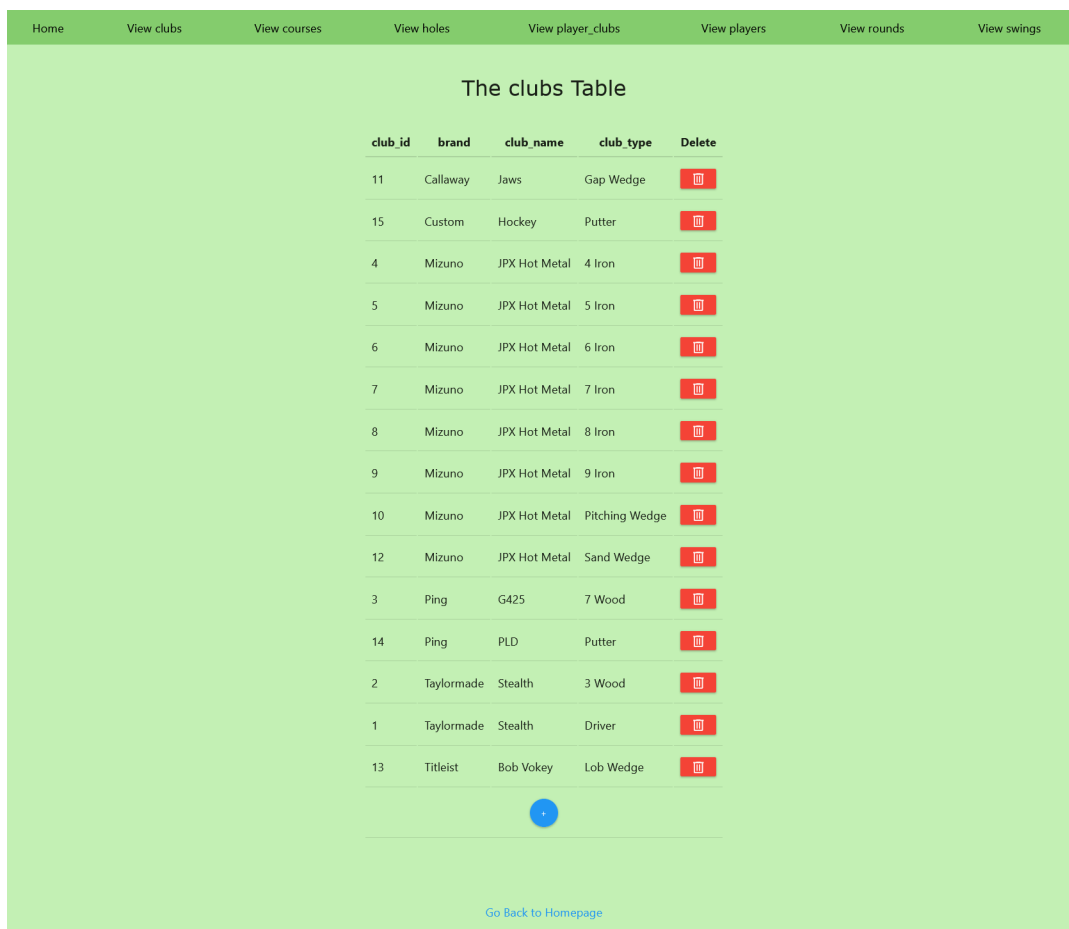 Home View clubs View courses View holes View player_clubs View players View rounds View swings
The clubs Table
club_id brand club_name club_type Delete
11 Callaway Jaws Gap Wedge
15 Custom Hockey Putter
4 Mizuno JPX Hot Metal 4 Iron
5 Mizuno JPX Hot Metal 5 Iron
6 Mizuno JPX Hot Metal 6 Iron
7 Mizuno JPX Hot Metal 7 Iron
8 Mizuno JPX Hot Metal 8 Iron
9 Mizuno JPX Hot Metal 9 Iron
10 Mizuno JPX Hot Metal Pitching Wedge
12 Mizuno JPX Hot Metal Sand Wedge
3 Ping G425 7 Wood
14 Ping PLD Putter
2 Taylormade Stealth 3 Wood
1 Taylormade Stealth Driver
13 Titleist Bob Vokey Lob Wedge
+
Go Back to Homepage